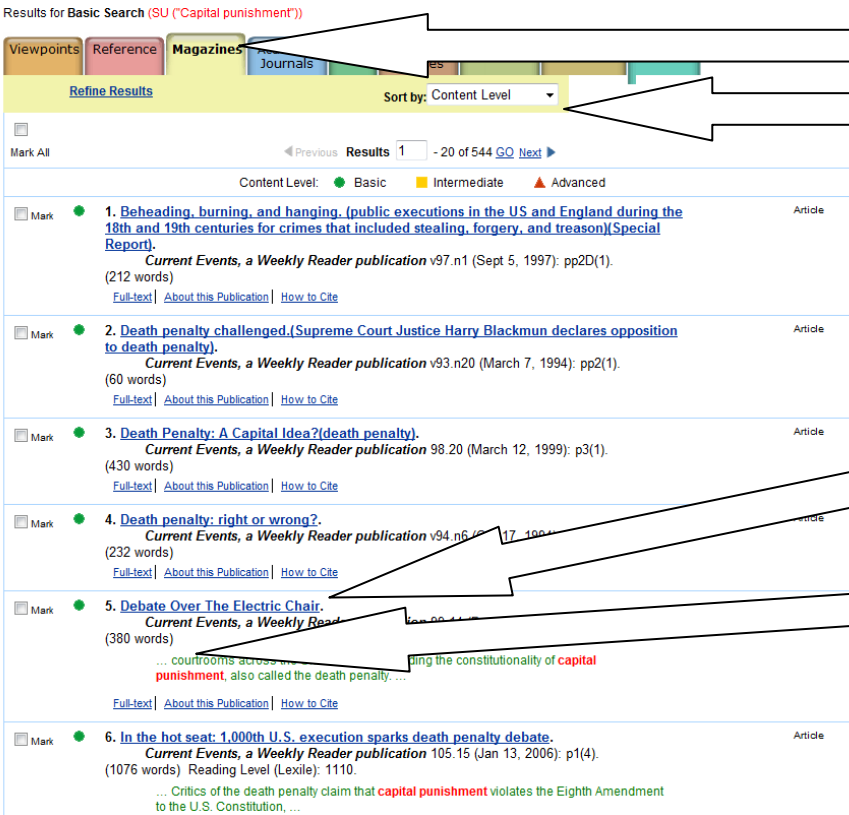 Results for Basic Search (SU ("Capital punishment"))
Viewpoints Reference Magazines
Journals
Refine Results
Sort by: Content Level
Mark All
Previous Results 1 - 20 of 544 GO Next
Content Level: Basic Intermediate Advanced
Mark 1. Beheading, burning, and hanging. (public executions in the US and England during the Article
18th and 19th centuries for crimes that included stealing, forgery, and treason)(Special
Report).
Current Events, a Weekly Reader publication v97.n1 (Sept 5, 1997): pp2D(1).
(212 words)
Full-text | About this Publication | How to Cite
Mark 2. Death penalty challenged.(Supreme Court Justice Harry Blackmun declares opposition Article
to death penalty).
Current Events, a Weekly Reader publication v93.n20 (March 7, 1994): pp2(1).
(60 words)
Full-text | About this Publication | How to Cite
Mark 3. Death Penalty: A Capital Idea?(death penalty). Article
Current Events, a Weekly Reader publication 98.20 (March 12, 1999): p3(1).
(430 words)
Full-text | About this Publication | How to Cite
Mark 4. Death penalty: right or wrong?. Article
Current Events, a Weekly Reader publication v94.n6
(232 words)
Full-text | About this Publication | How to Cite
Mark 5. Debate Over The Electric Chair.
Current Events, a Weekly
(380 words)
... courtrooms across the constitutionality of capital
punishment, also called the death penalty. ...
Full-text | About this Publication | How to Cite
Mark 6. In the hot seat: 1,000th U.S. execution sparks death penalty debate. Article
Current Events, a Weekly Reader publication 105.15 (Jan 13, 2006): p1(4).
(1076 words) Reading Level (Lexile): 1110.
... Critics of the death penalty claim that capital punishment violates the Eighth Amendment
to the U.S. Constitution, ...